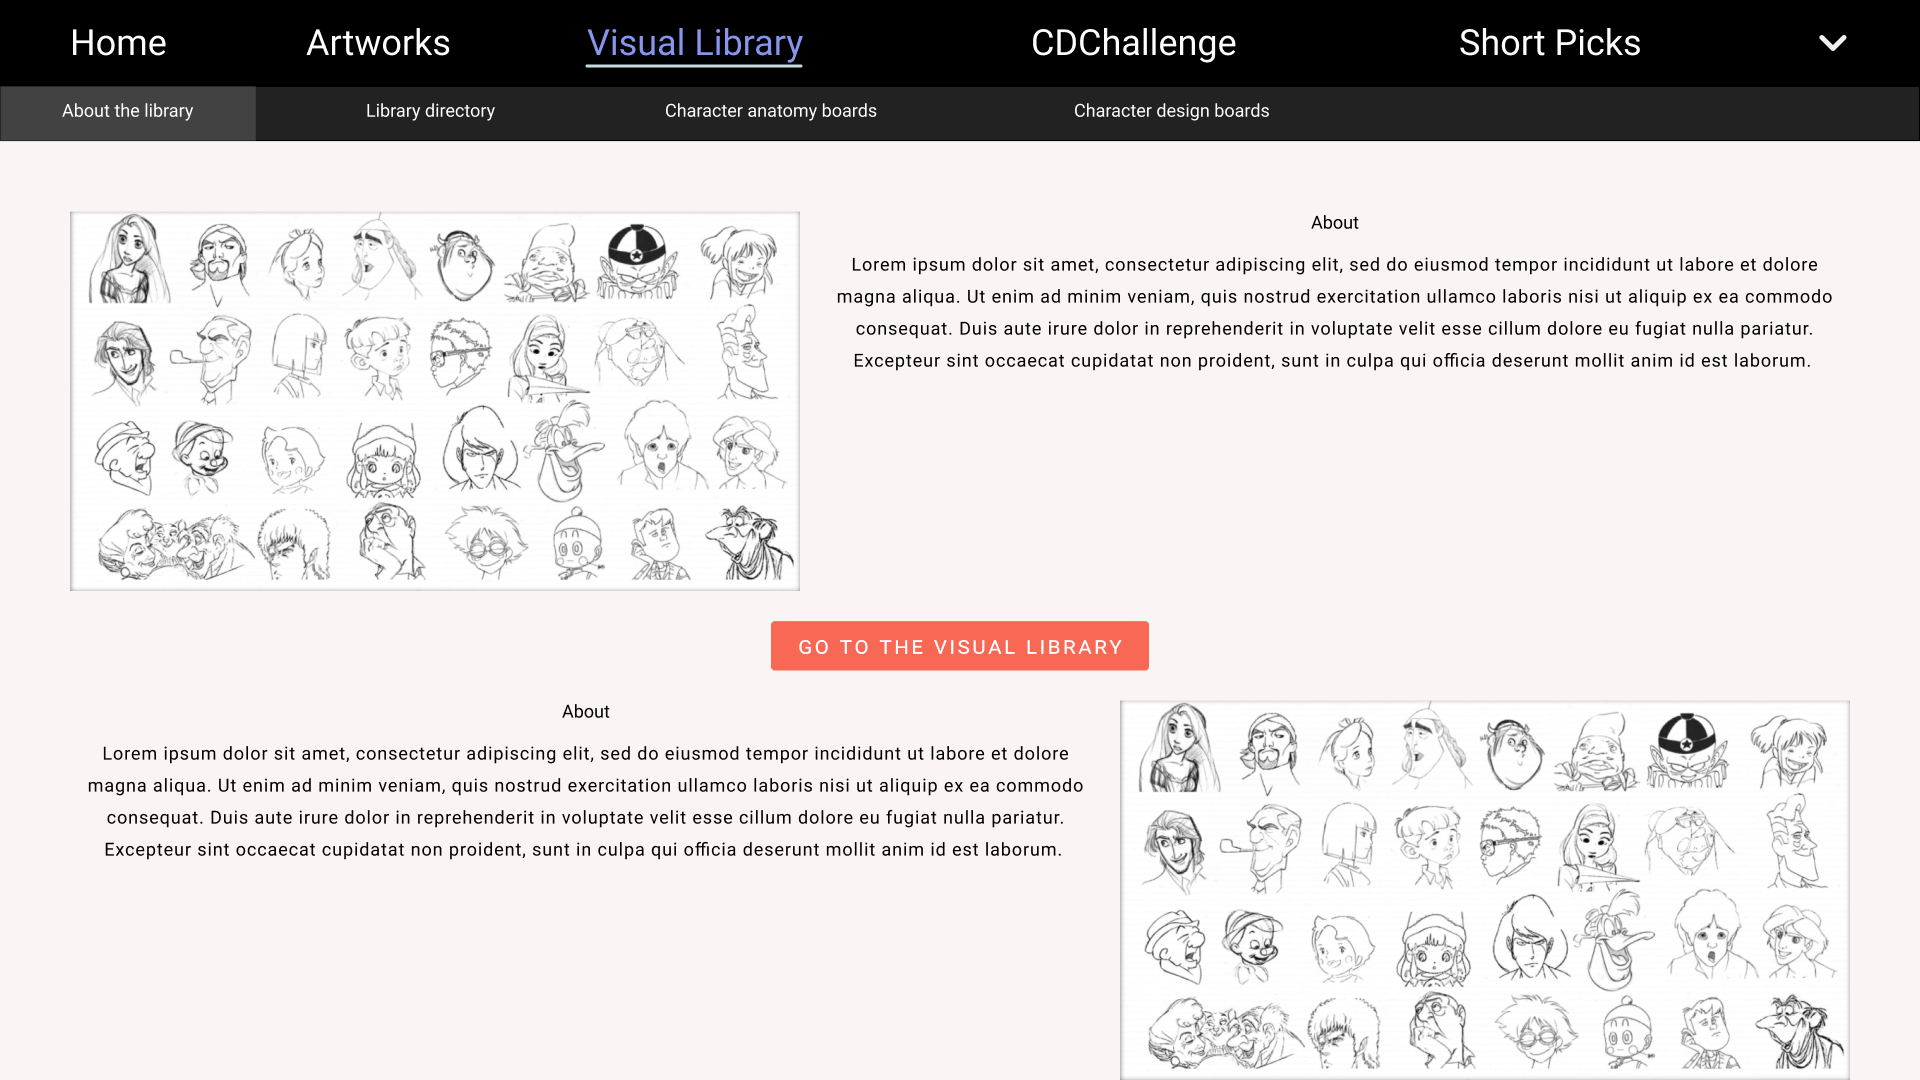 Home Artworks Visual Library CDChallenge Short Picks
About the library Library directory Character anatomy boards Character design boards
About
Lorem ipsum dolor sit amet, consectetur adipiscing elit, sed do eiusmod tempor incididunt ut labore et dolore
magna aliqua. Ut enim ad minim veniam, quis nostrud exercitation ullamco laboris nisi ut aliquip ex ea commodo
consequat. Duis aute irure dolor in reprehenderit in voluptate velit esse cillum dolore eu fugiat nulla pariatur.
Excepteur sint occaecat cupidatat non proident, sunt in culpa qui officia deserunt mollit anim id est laborum.
GO TO THE VISUAL LIBRARY
About
Lorem ipsum dolor sit amet, consectetur adipiscing elit, sed do eiusmod tempor incididunt ut labore et dolore
magna aliqua. Ut enim ad minim veniam, quis nostrud exercitation ullamco laboris nisi ut aliquip ex ea commodo
consequat. Duis aute irure dolor in reprehenderit in voluptate velit esse cillum dolore eu fugiat nulla pariatur.
Excepteur sint occaecat cupidatat non proident, sunt in culpa qui officia deserunt mollit anim id est laborum.